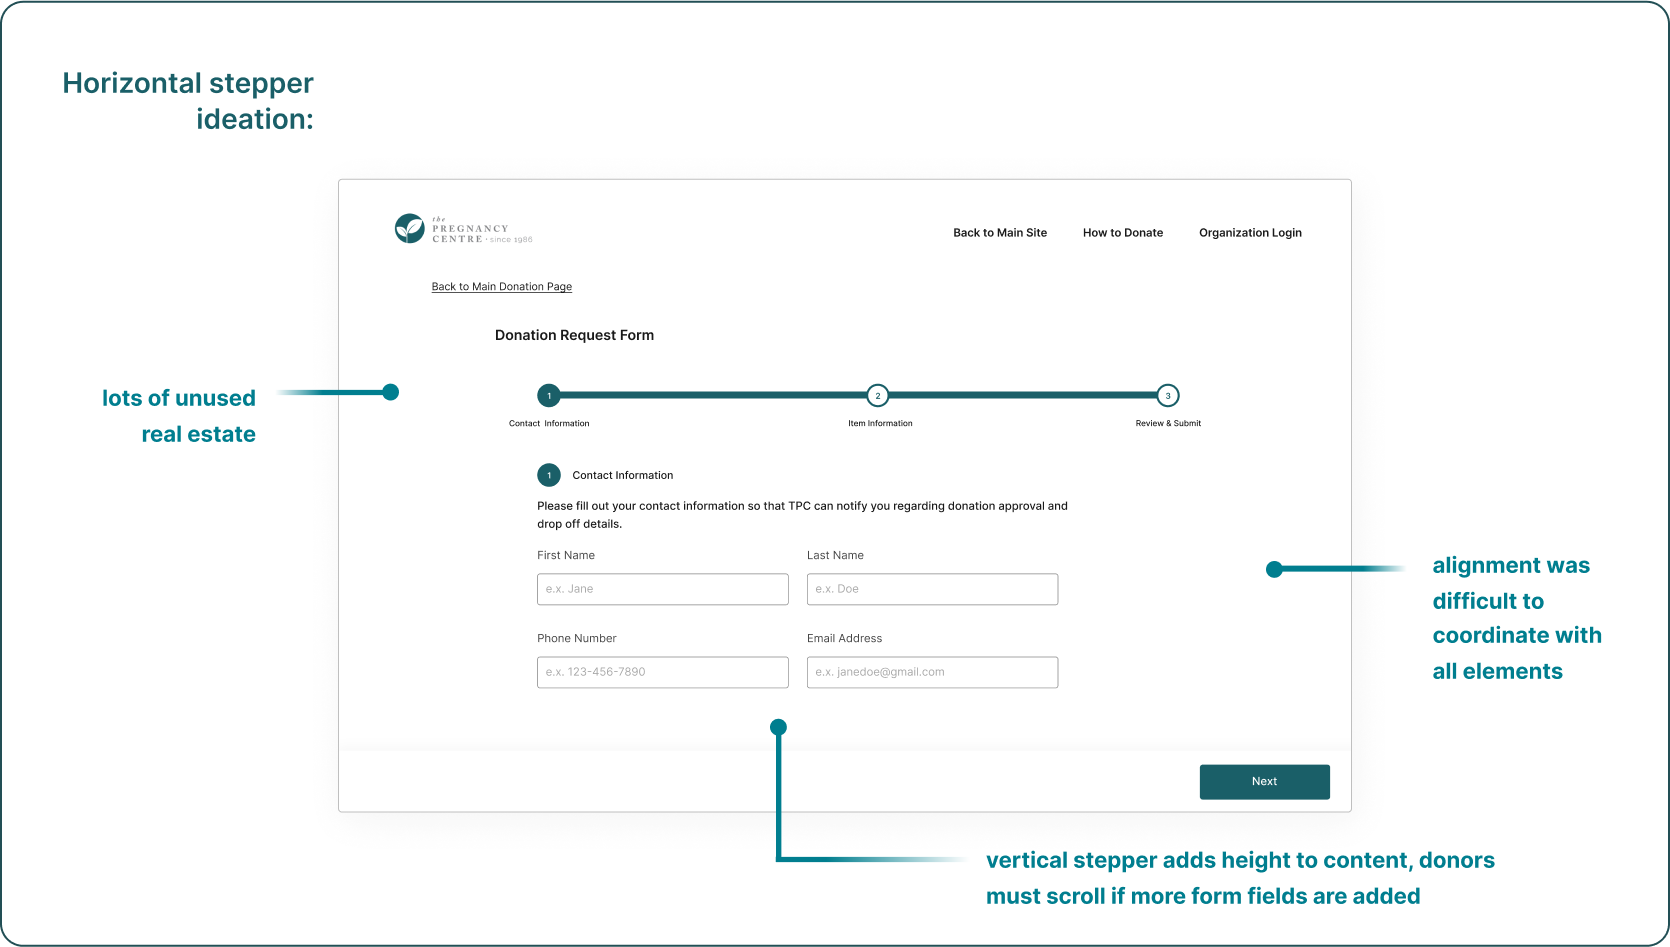 Horizontal stepper
ideation:
the
PREGNANCY
CENTRE · since 1986
Back to Main Site
How to Donate
Organization Login
Back to Main Donation Page
Donation Request Form
lots of unused
real estate
1
2
3
Contact Information
Item Information
Review & Submit
1 Contact Information
Please fill out your contact information so that TPC can notify you regarding donation approval and
drop off details.
First Name
Last Name
e.x. Jane
e.x. Doe
Phone Number
Email Address
e.x. 123-456-7890
e.x. janedoe@gmail.com
alignment was
difficult to
coordinate with
all elements
Next
vertical stepper adds height to content, donors
must scroll if more form fields are added